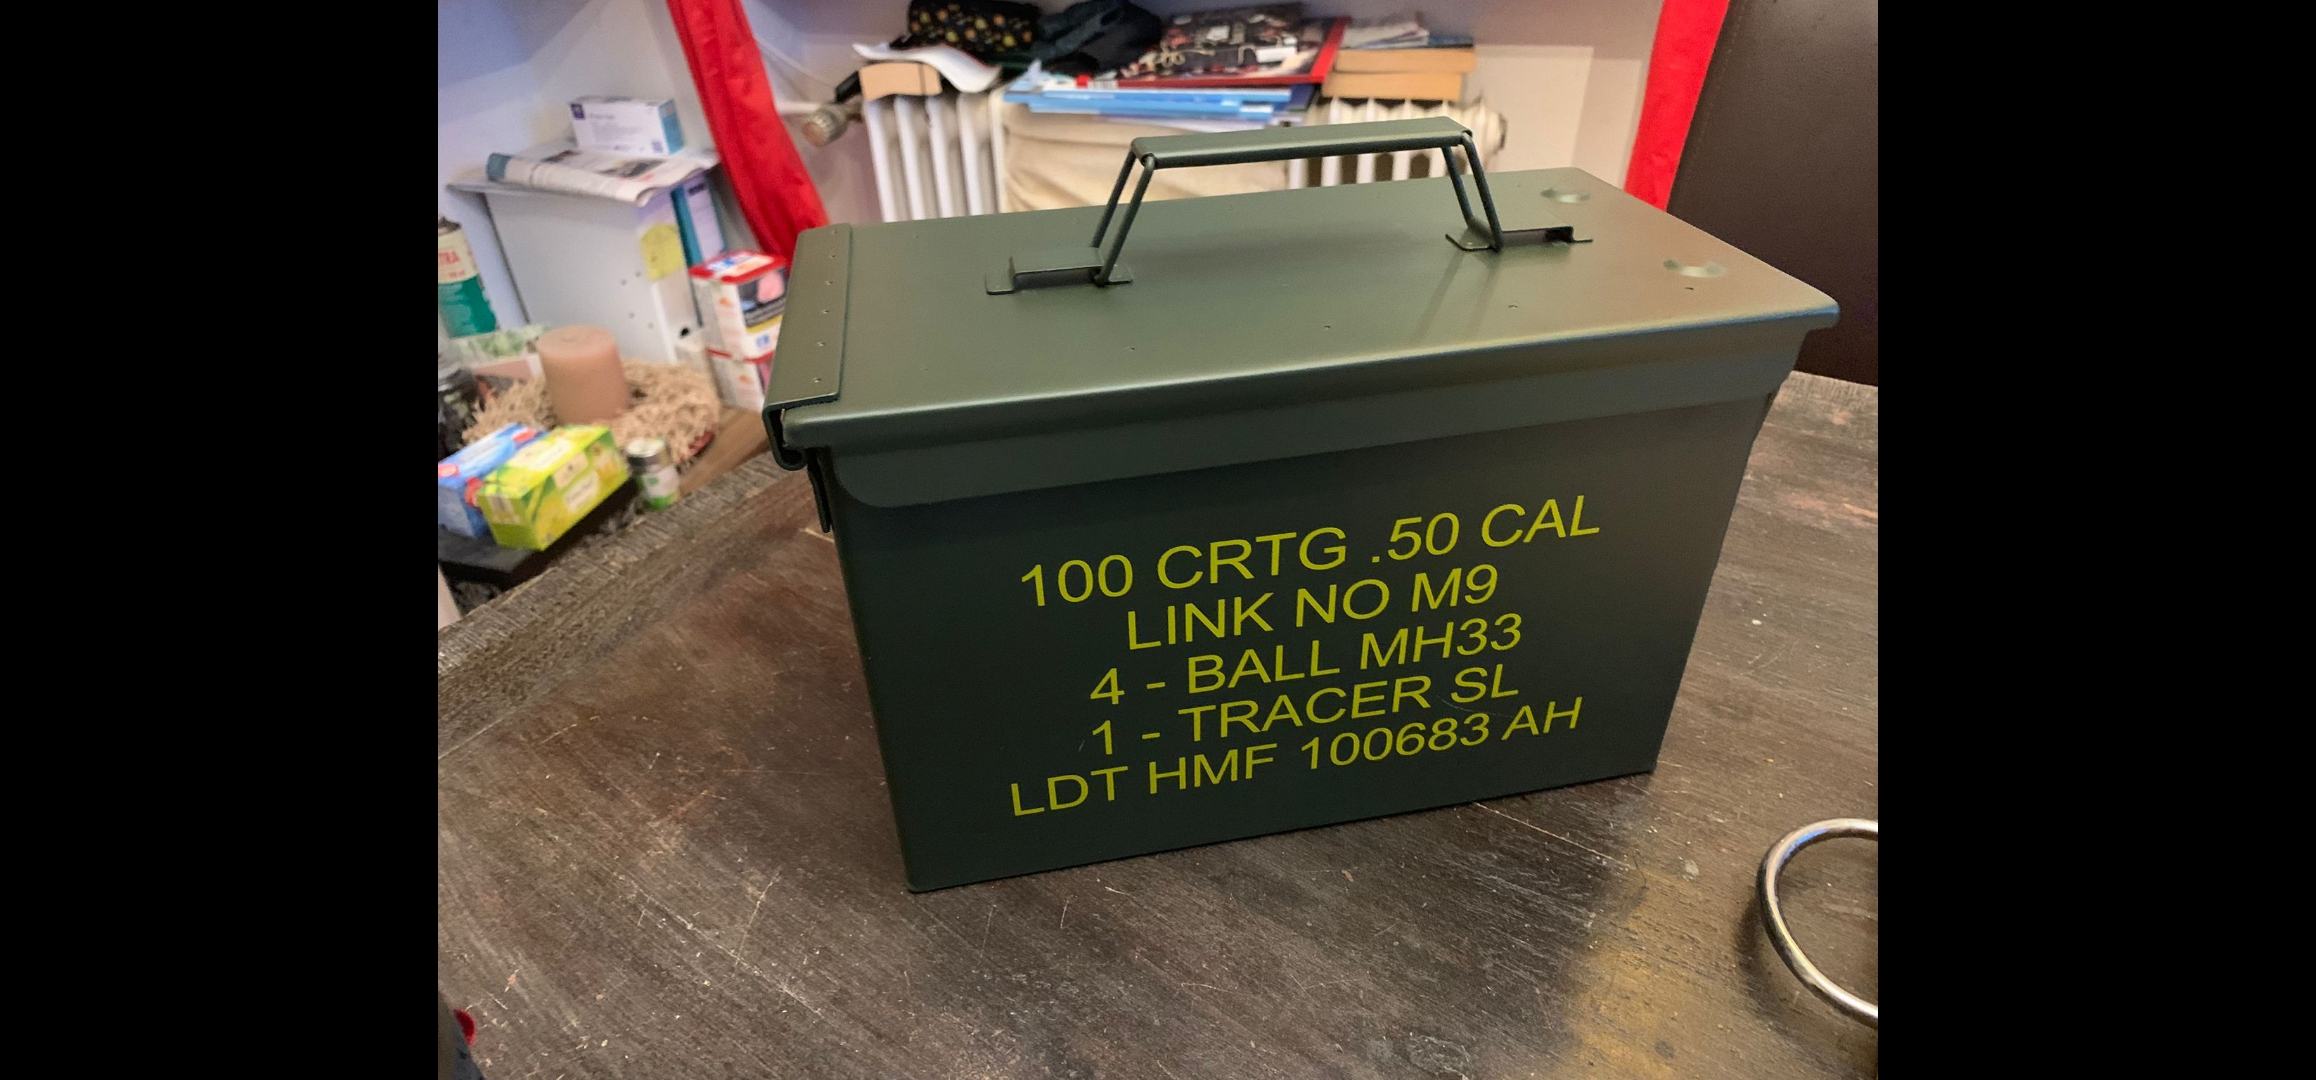 100 CRTG .50 CAL
LINK NO M9
4 - BALL MH33
1 - TRACER SL
LDT HMF 100683 AH